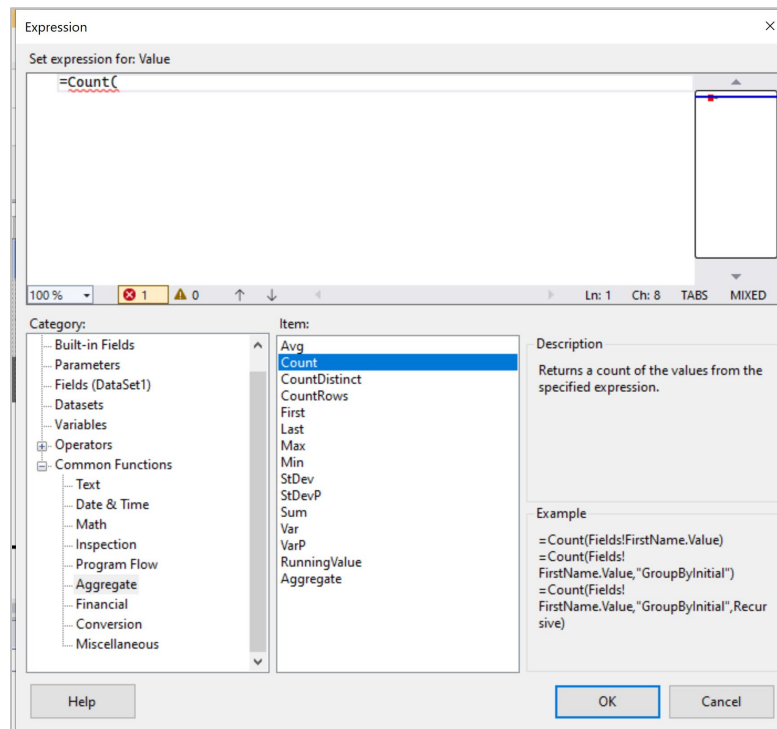 Expression
Set expression for: Value
=Count(
100 %
1
0
Ln: 1
Ch: 8
TABS
MIXED
Category:
Built-in Fields
Parameters
Fields (DataSet1)
Datasets
Variables
Operators
Common Functions
Text
Date & Time
Math
Inspection
Program Flow
Aggregate
Financial
Conversion
Miscellaneous
Item:
Avg
Count
CountDistinct
CountRows
First
Last
Max
Min
StDev
StDevP
Sum
Var
VarP
RunningValue
Aggregate
Description
Returns a count of the values from the
specified expression.
Example
=Count(Fields!FirstName.Value)
=Count(Fields!
FirstName.Value,"GroupByInitial")
=Count(Fields!
FirstName.Value,"GroupByInitial",Recur
sive)
Help
OK
Cancel